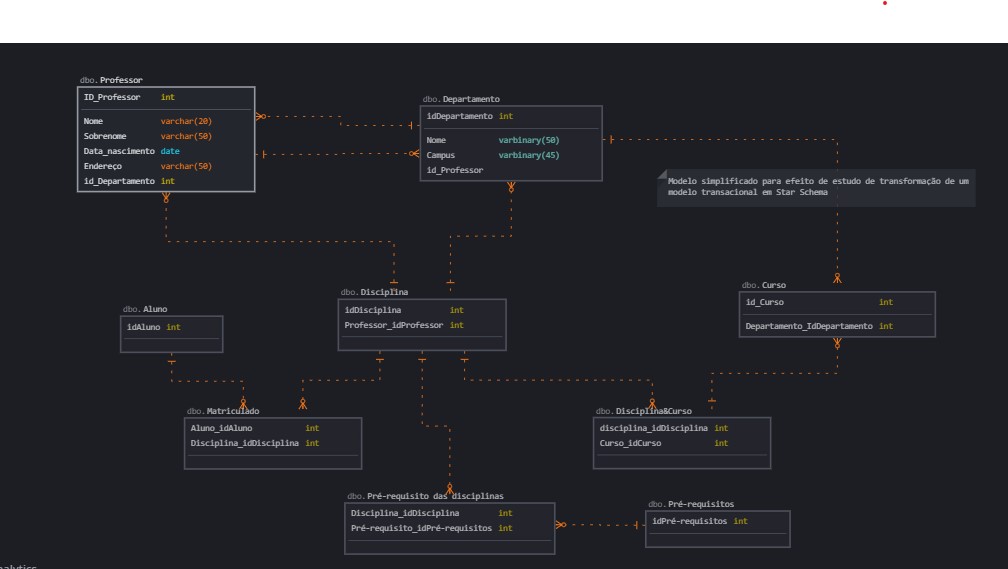 dbo. Professor
ID_Professor int
Nome varchar(20)
Sobrenome varchar(50)
Data_nascimento date
Endereço varchar(50)
id_Departamento int
dbo. Departamento
idDepartamento int
Nome varbinary(50)
Campus varbinary(45)
id_Professor
Modelo simplificado para efeito de estudo de transformação de um
modelo transacional em Star Schema
dbo. Disciplina
idDisciplina int
Professor_idProfessor int
dbo. Curso
id_Curso int
Departamento_IdDepartamento int
dbo. Aluno
idAluno int
dbo. Matriculado
Aluno_idAluno int
Disciplina_idDisciplina int
dbo. Disciplina&Curso
disciplina_idDisciplina int
Curso_idCurso int
dbo. Pré-requisito das disciplinas
Disciplina_idDisciplina int
Pré-requisito_idPré-requisitos int
dbo. Pré-requisitos
idPré-requisitos int